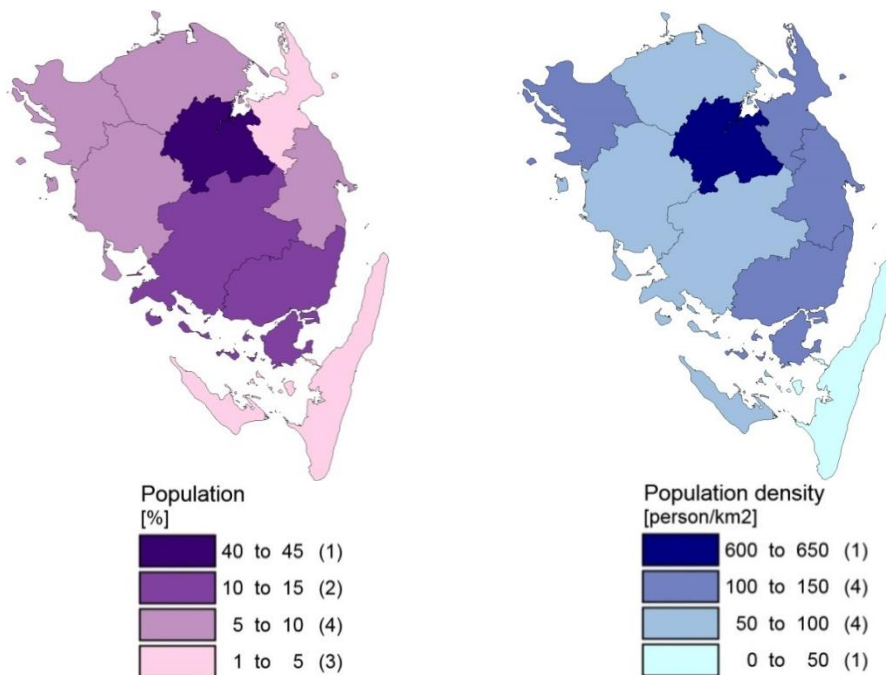 Population
[%]
40 to 45 (1)
10 to 15 (2)
5 to 10 (4)
1 to 5 (3)
Population density
[person/km2]
600 to 650 (1)
100 to 150 (4)
50 to 100 (4)
0 to 50 (1)